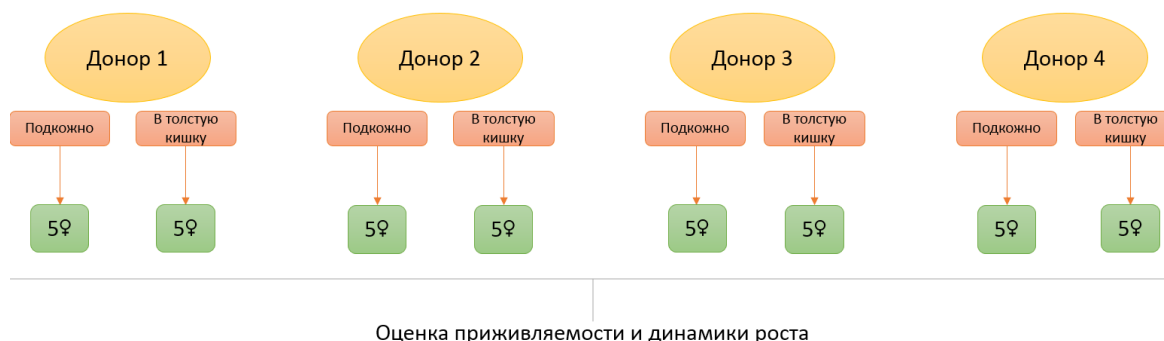 Донор 1
Донор 2
Донор 3
Донор 4
Подкожно
В толстую
кишку
Подкожно
В толстую
кишку
Подкожно
В толстую
кишку
Подкожно
В толстую
кишку
5♀
5♀
5♀
5♀
5♀
5♀
5♀
5♀
Оценка приживляемости и динамики роста